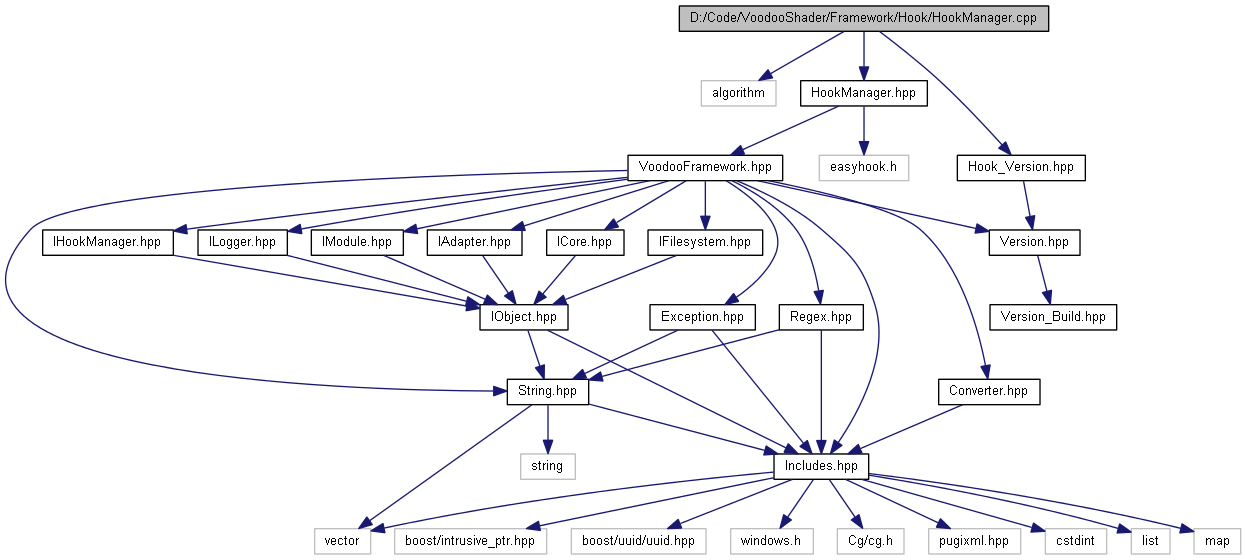 D:/Code/VoodooShader/Framework/Hook/HookManager.cpp
algorithm
HookManager.hpp
VoodooFramework.hpp
easyhook.h
Hook_Version.hpp
IHookManager.hpp
ILogger.hpp
IModule.hpp
IAdapter.hpp
ICore.hpp
IFilesystem.hpp
Version.hpp
IObject.hpp
Exception.hpp
Regex.hpp
Version_Build.hpp
String.hpp
Converter.hpp
string
Includes.hpp
vector
boost/intrusive_ptr.hpp
boost/uuid/uuid.hpp
windows.h
Cg/cg.h
pugixml.hpp
cstdint
list
map